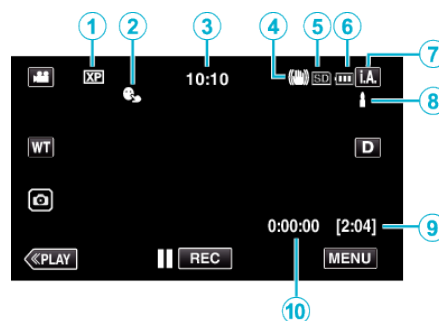 1 2 3 4 5 6 7
XP 10:10 SD i.A.
8
WT D
0:00:00 [2:04] 9
≪PLAY REC MENU
10